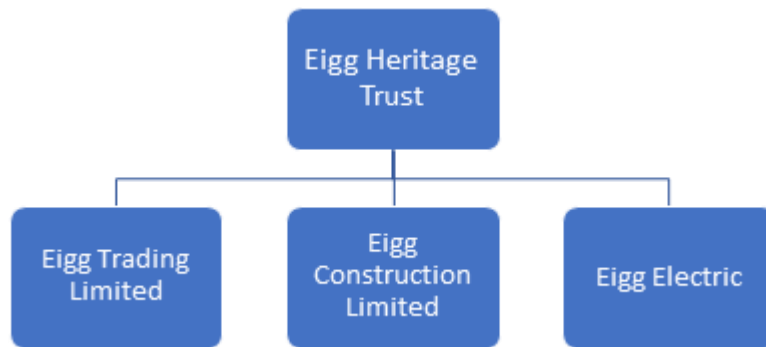 Eigg Heritage
Trust
Eigg Trading
Limited
Eigg
Construction
Limited
Eigg Electric